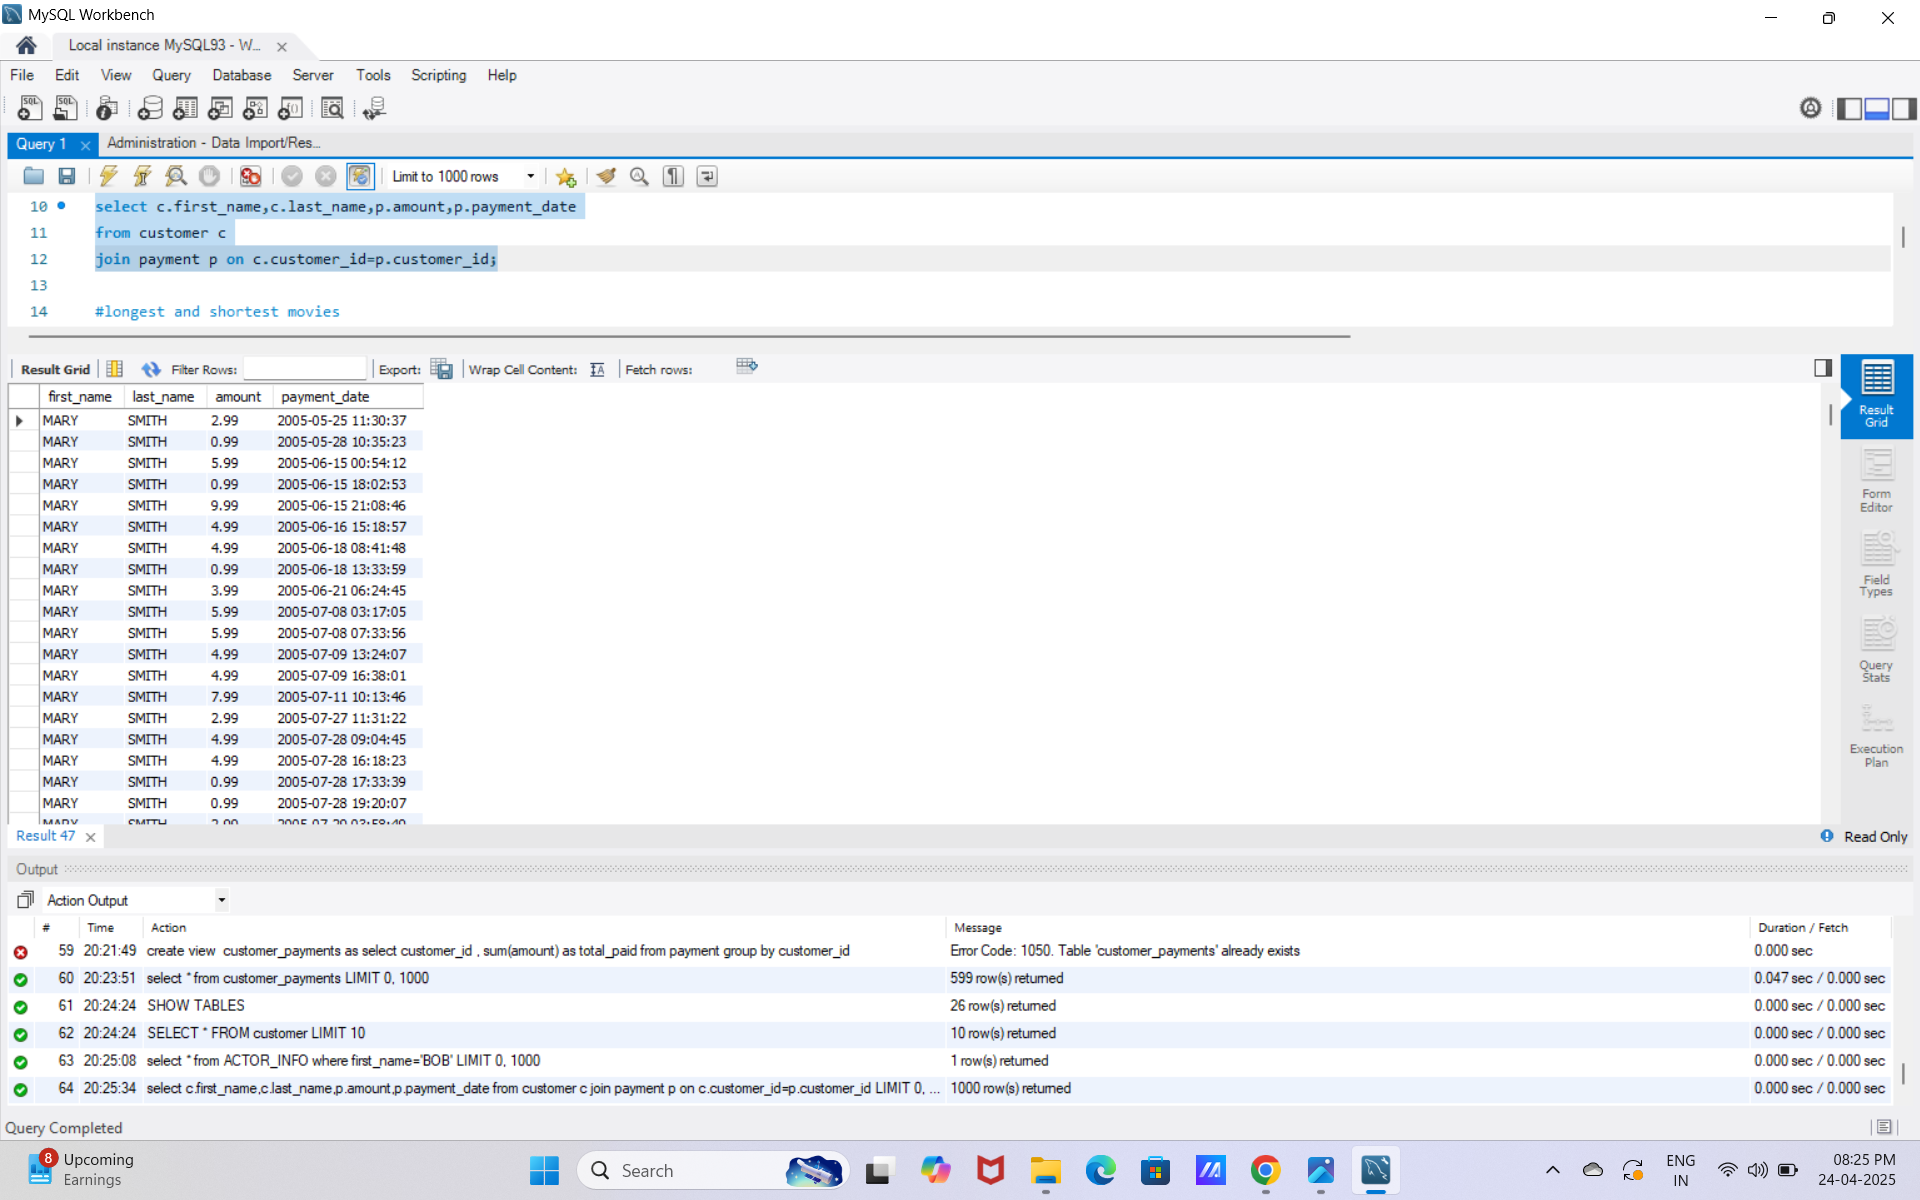 MySQL Workbench
Local instance MySQL93 - W...
File Edit View Query Database Server Tools Scripting Help
Query 1 Administration - Data Import/Res...
Limit to 1000 rows
10 select c.first_name,c.last_name,p.amount,p.payment_date
11 from customer c
12 join payment p on c.customer_id=p.customer_id;
13
14 #longest and shortest movies
Result Grid Filter Rows: Export: Wrap Cell Content: Fetch rows:
first_name last_name amount payment_date
MARY SMITH 2.99 2005-05-25 11:30:37
MARY SMITH 0.99 2005-05-28 10:35:23
MARY SMITH 5.99 2005-06-15 00:54:12
MARY SMITH 0.99 2005-06-15 18:02:53
MARY SMITH 9.99 2005-06-15 21:08:46
MARY SMITH 4.99 2005-06-16 15:18:57
MARY SMITH 4.99 2005-06-18 08:41:48
MARY SMITH 0.99 2005-06-18 13:33:59
MARY SMITH 3.99 2005-06-21 06:24:45
MARY SMITH 5.99 2005-07-08 03:17:05
MARY SMITH 5.99 2005-07-08 07:33:56
MARY SMITH 4.99 2005-07-09 13:24:07
MARY SMITH 4.99 2005-07-09 16:38:01
MARY SMITH 7.99 2005-07-11 10:13:46
MARY SMITH 2.99 2005-07-27 11:31:22
MARY SMITH 4.99 2005-07-28 09:04:45
MARY SMITH 4.99 2005-07-28 16:18:23
MARY SMITH 0.99 2005-07-28 17:33:39
MARY SMITH 0.99 2005-07-28 19:20:07
MARY SMITH
Result
Grid
Form
Editor
Field
Types
Query
Stats
Execution
Plan
Result 47
Read Only
Output
Action Output
# Time Action Message Duration / Fetch
59 20:21:49 create view customer_payments as select customer_id , sum(amount) as total_paid from payment group by customer_id Error Code: 1050. Table 'customer_payments' already exists 0.000 sec
60 20:23:51 select * from customer_payments LIMIT 0, 1000 599 row(s) returned 0.047 sec / 0.000 sec
61 20:24:24 SHOW TABLES 26 row(s) returned 0.000 sec / 0.000 sec
62 20:24:24 SELECT * FROM customer LIMIT 10 10 row(s) returned 0.000 sec / 0.000 sec
63 20:25:08 select * from ACTOR_INFO where first_name='BOB' LIMIT 0, 1000 1 row(s) returned 0.000 sec / 0.000 sec
64 20:25:34 select c.first_name,c.last_name,p.amount,p.payment_date from customer c join payment p on c.customer_id=p.customer_id LIMIT 0, ... 1000 row(s) returned 0.000 sec / 0.000 sec
Query Completed
8 Upcoming
Earnings
Search
ENG
IN
08:25 PM
24-04-2025